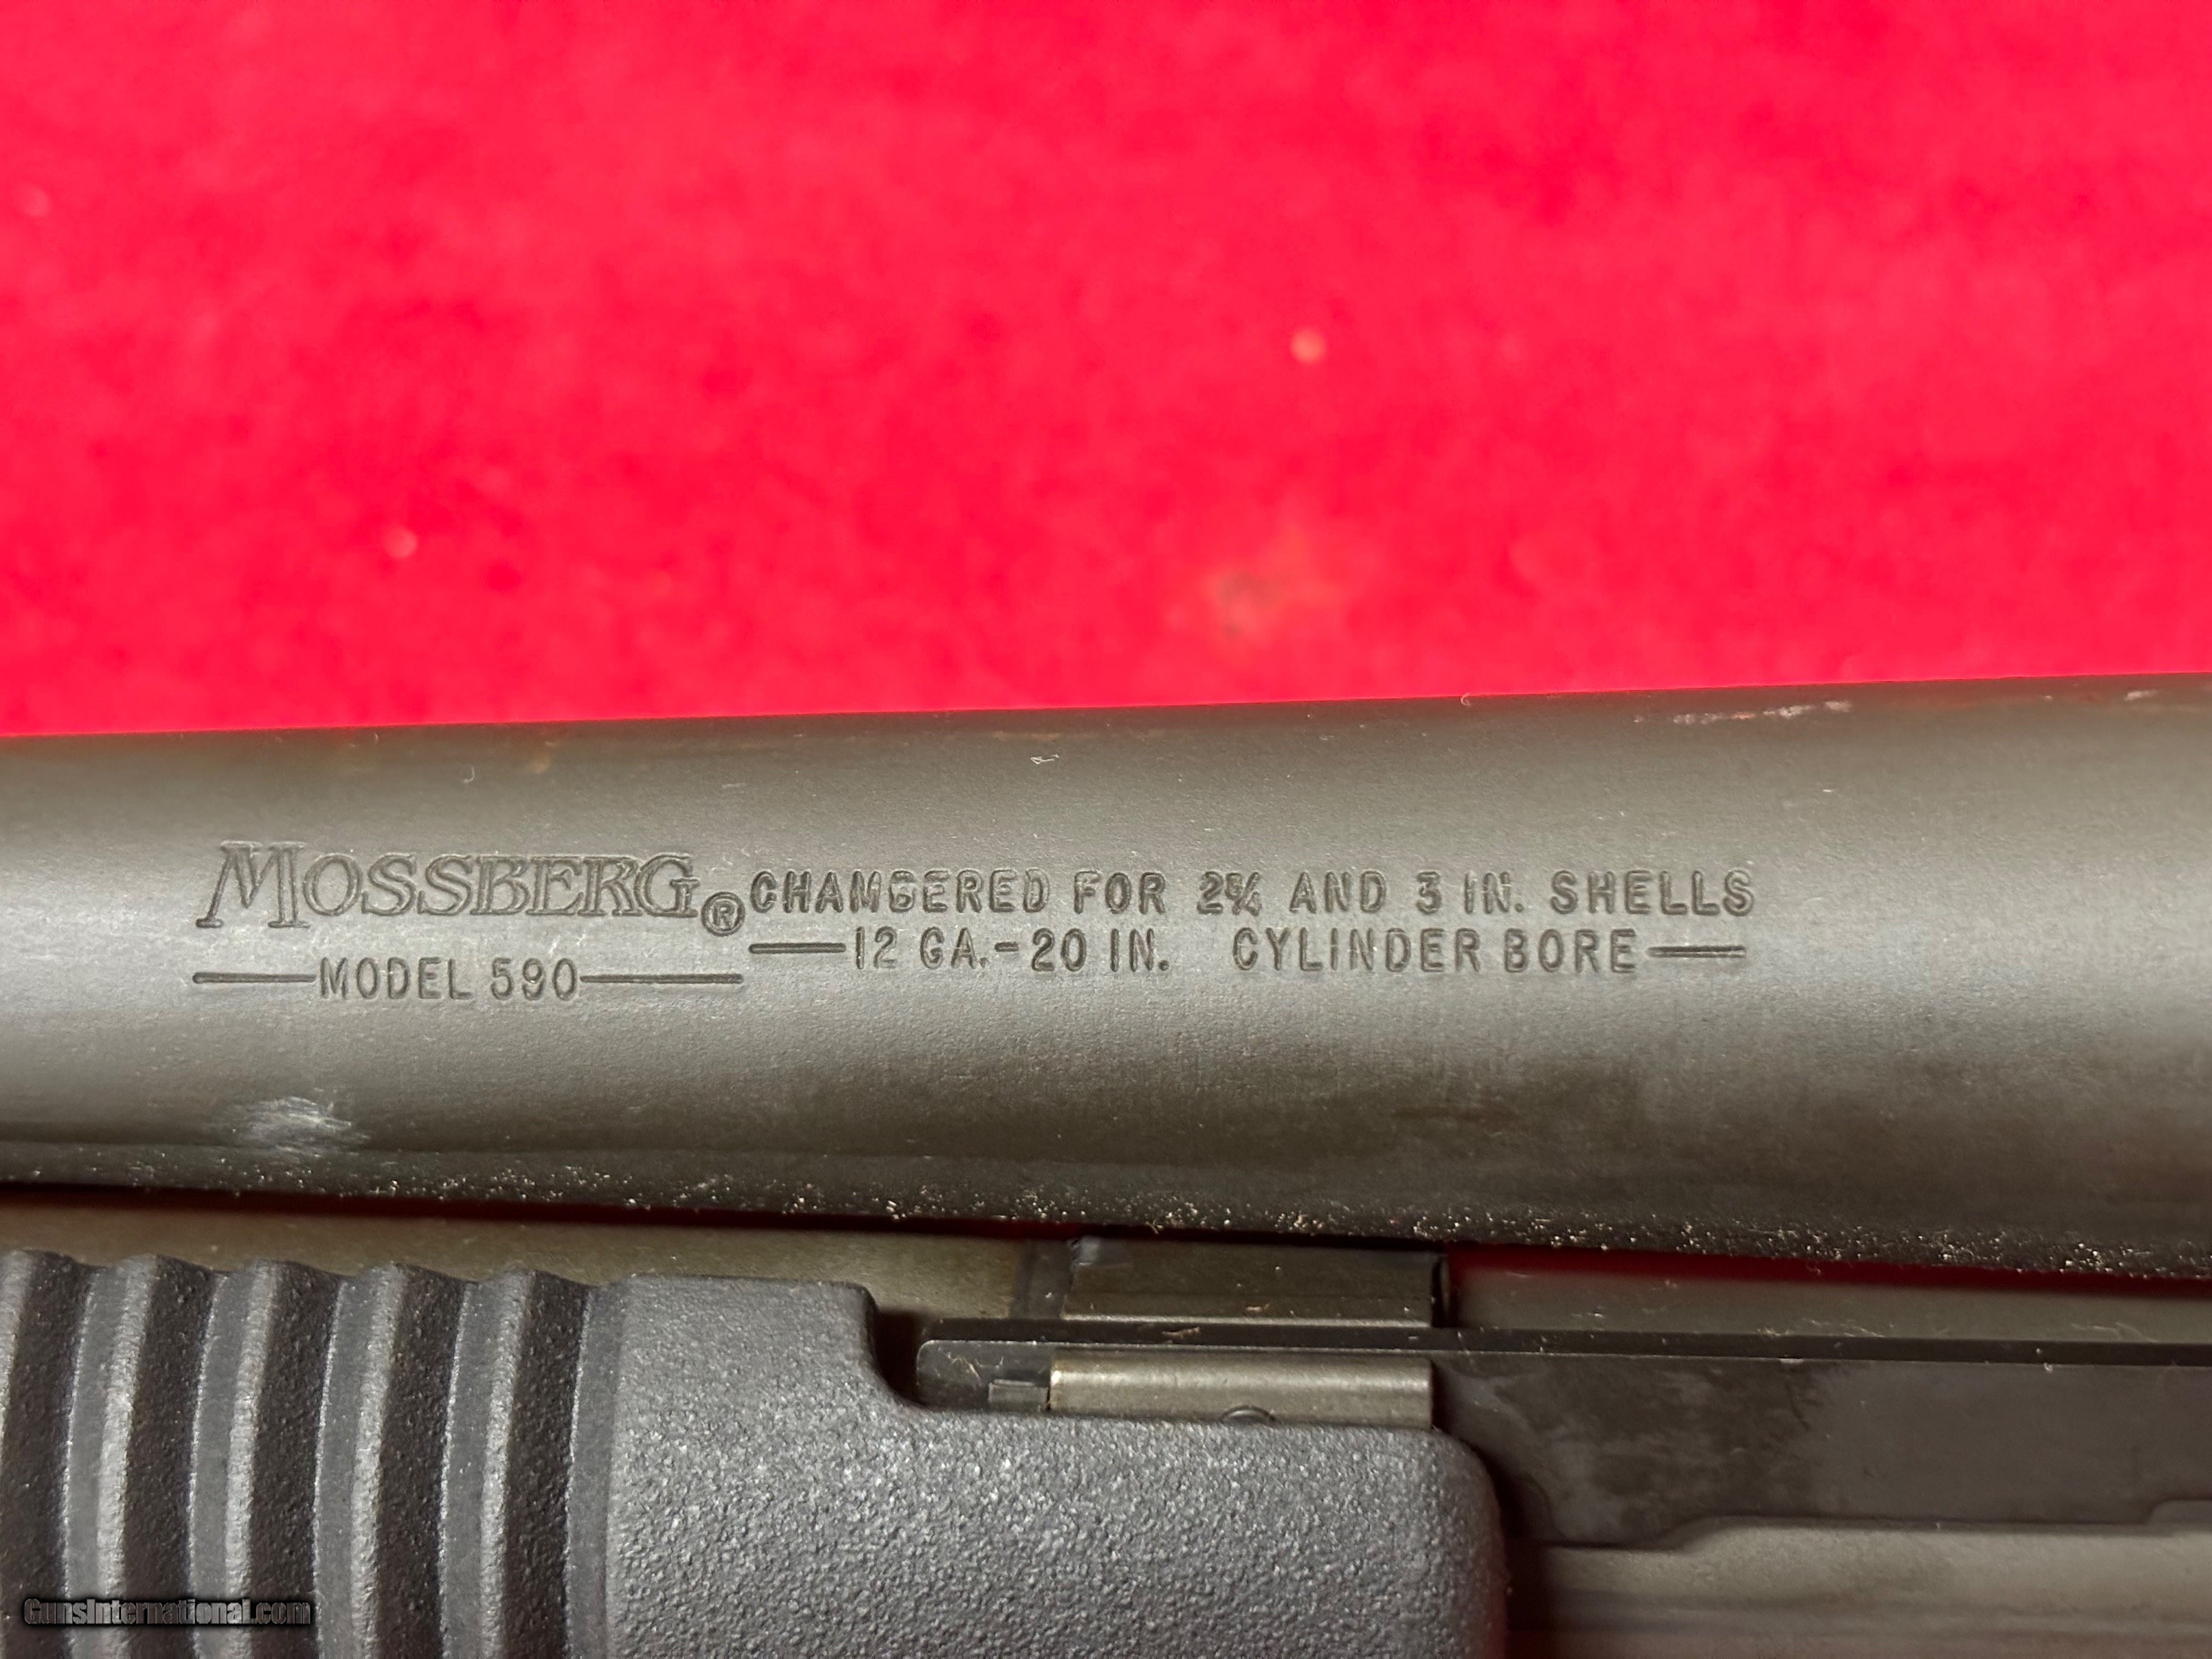 MOSSBERG® CHAMBERED FOR 2¾ AND 3 IN. SHELLS
12 GA.-20 IN. CYLINDER BORE
MODEL 590
GunsInternational.com